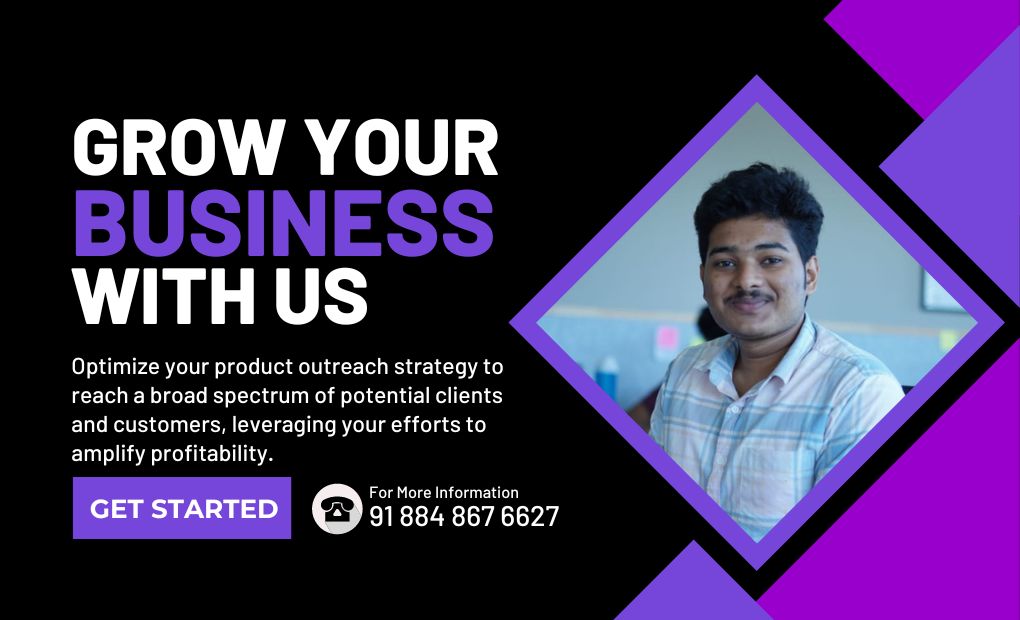 GROW YOUR
BUSINESS
WITH US
Optimize your product outreach strategy to
reach a broad spectrum of potential clients
and customers, leveraging your efforts to
amplify profitability.
GET STARTED
For More Information
91 884 867 6627